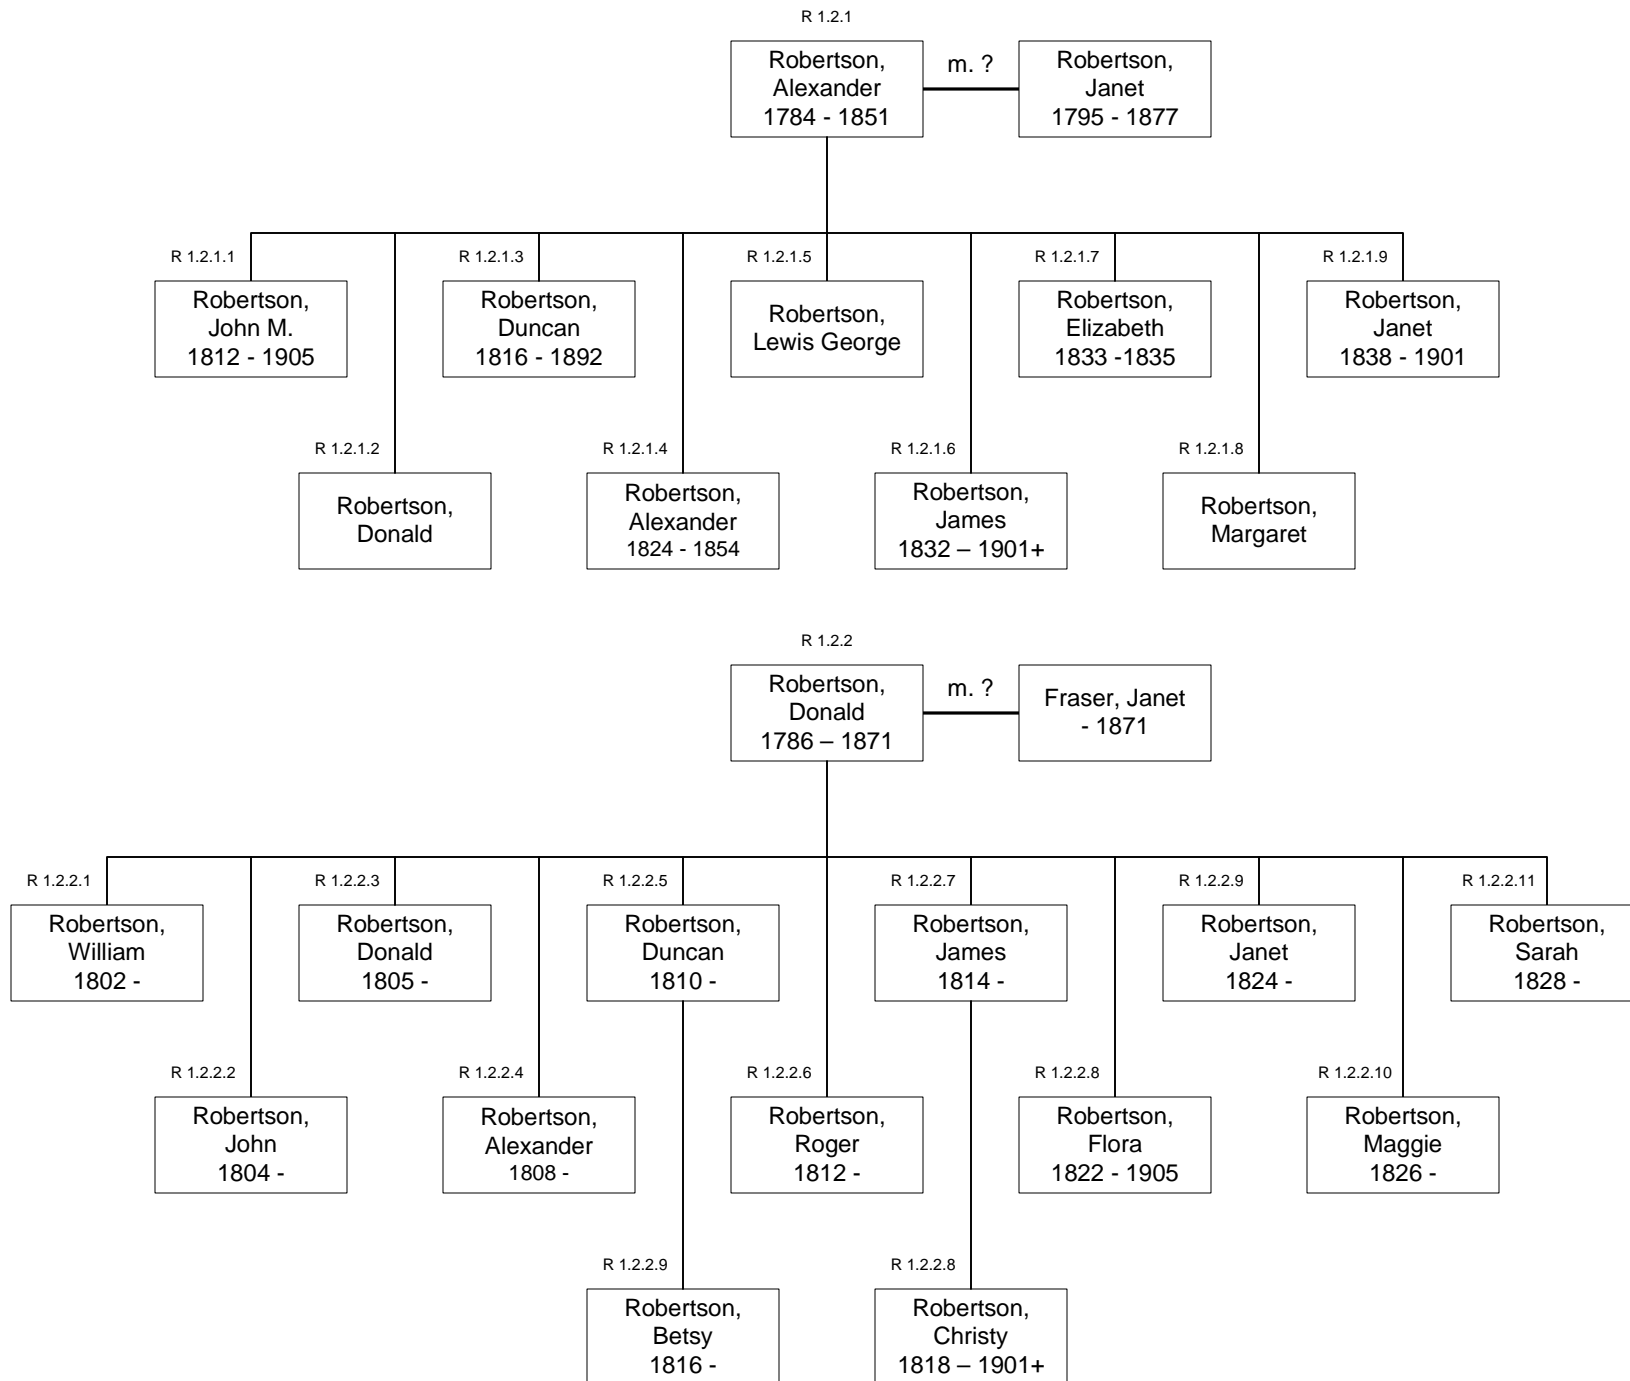 R 1.2.1
Robertson,
Alexander
1784 - 1851
m. ?
Robertson,
Janet
1795 - 1877
R 1.2.1.1
Robertson,
John M.
1812 - 1905
R 1.2.1.3
Robertson,
Duncan
1816 - 1892
R 1.2.1.5
Robertson,
Lewis George
R 1.2.1.7
Robertson,
Elizabeth
1833 -1835
R 1.2.1.9
Robertson,
Janet
1838 - 1901
R 1.2.1.2
Robertson,
Donald
R 1.2.1.4
Robertson,
Alexander
1824 - 1854
R 1.2.1.6
Robertson,
James
1832 – 1901+
R 1.2.1.8
Robertson,
Margaret
R 1.2.2
Robertson,
Donald
1786 – 1871
m. ?
Fraser, Janet
- 1871
R 1.2.2.1
Robertson,
William
1802 -
R 1.2.2.3
Robertson,
Donald
1805 -
R 1.2.2.5
Robertson,
Duncan
1810 -
R 1.2.2.7
Robertson,
James
1814 -
R 1.2.2.9
Robertson,
Janet
1824 -
R 1.2.2.11
Robertson,
Sarah
1828 -
R 1.2.2.2
Robertson,
John
1804 -
R 1.2.2.4
Robertson,
Alexander
1808 -
R 1.2.2.6
Robertson,
Roger
1812 -
R 1.2.2.8
Robertson,
Flora
1822 - 1905
R 1.2.2.10
Robertson,
Maggie
1826 -
R 1.2.2.9
Robertson,
Betsy
1816 -
R 1.2.2.8
Robertson,
Christy
1818 – 1901+